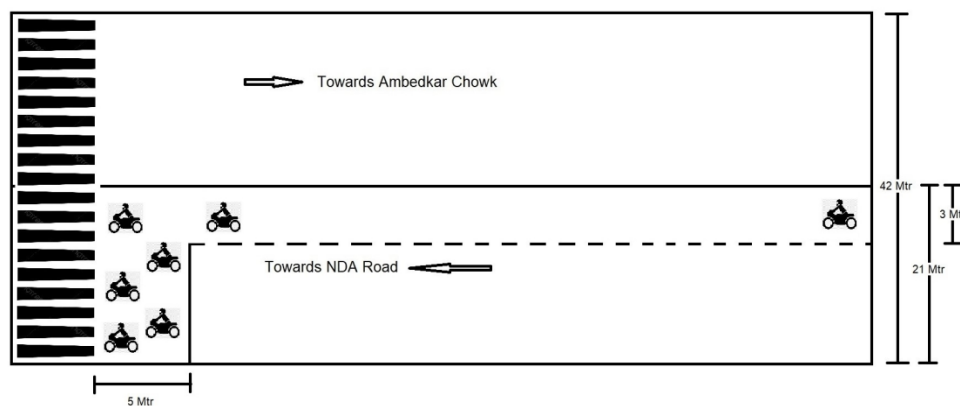 Towards Ambedkar Chowk
42 Mtr
3 Mt
Towards NDA Road
21 Mtr
5 Mtr